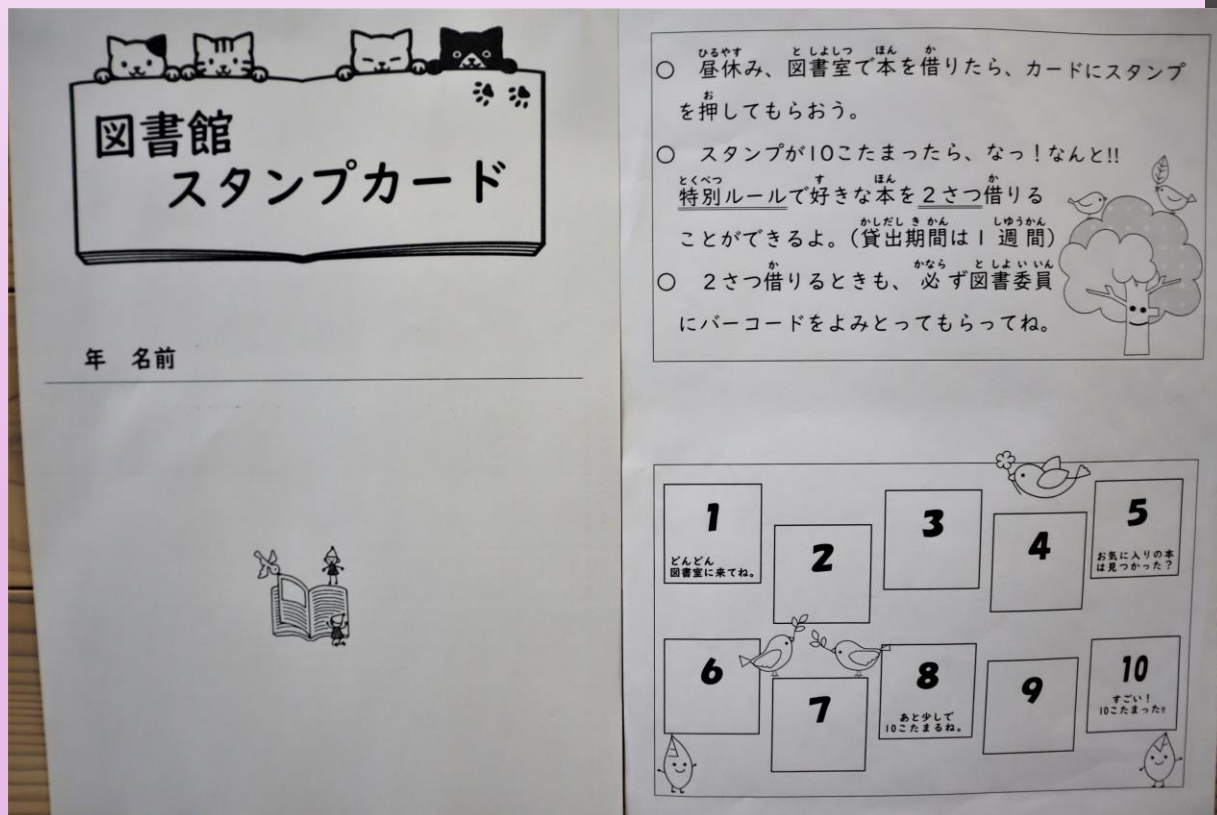 図書館
スタンプカード
年 名前
○ 昼休み、図書室で本を借りたら、カードにスタンプ
を押してもらおう。
○ スタンプが10こたまったら、なっ！なんと!!
特別ルールで好きな本を2さつ借りる
ことができるよ。（貸出期間は1週間）
○ 2さつ借りるときも、必ず図書委員
にバーコードをよみとってもらってね。
1
どんどん
図書室に来てね。
2
3
4
5
お気に入りの本
は見つかった？
6
7
8
あと少しで
10こたまるね。
9
10
すごい！
10こたまった!!